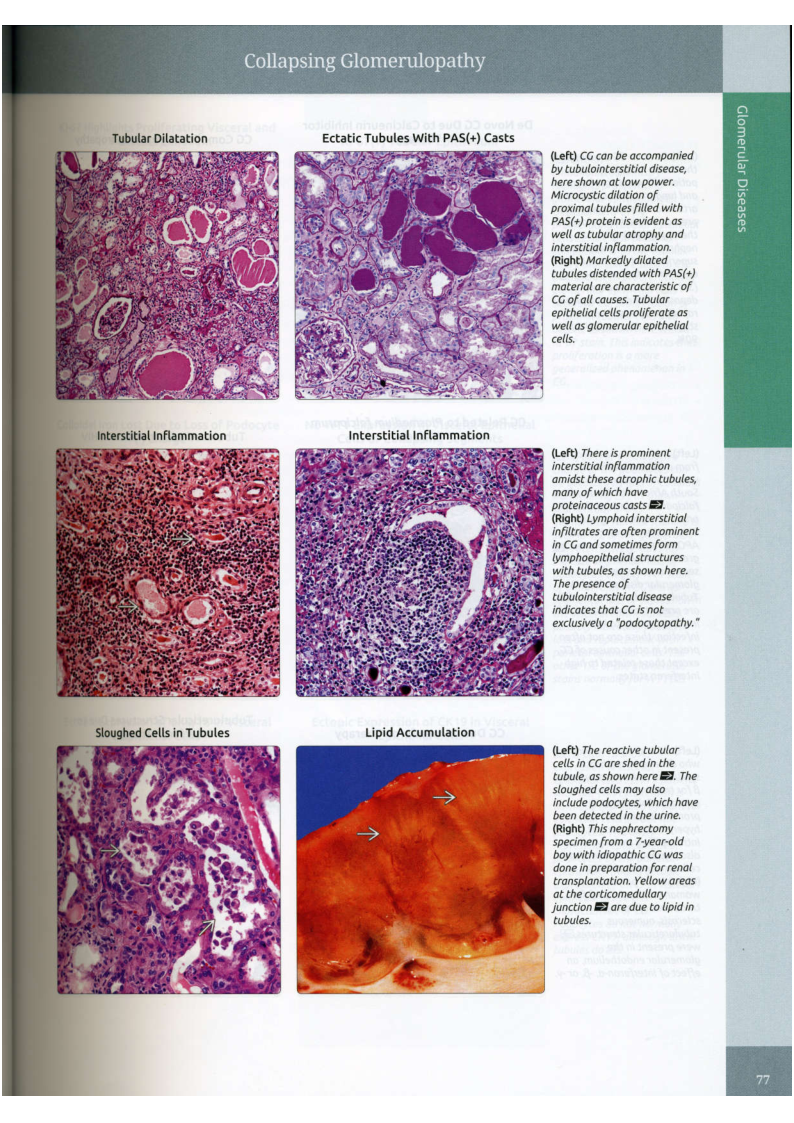 Collapsing Glomerulopathy
Glomerular Diseases
Tubular Dilatation
Ectatic Tubules With PAS(+) Casts
(Left) CG can be accompanied
by tubulointerstitial disease,
here shown at low power.
Microcystic dilation of
proximal tubules filled with
PAS(+) protein is evident as
well as tubular atrophy and
interstitial inflammation.
(Right) Markedly dilated
tubules distended with PAS(+)
material are characteristic of
CG of all causes. Tubular
epithelial cells proliferate as
well as glomerular epithelial
cells.
Interstitial Inflammation
Interstitial Inflammation
(Left) There is prominent
interstitial inflammation
amidst these atrophic tubules,
many of which have
proteinaceous casts ➡.
(Right) Lymphoid interstitial
infiltrates are often prominent
in CG and sometimes form
lymphoepithelial structures
with tubules, as shown here.
The presence of
tubulointerstitial disease
indicates that CG is not
exclusively a "podocytopathy."
Sloughed Cells in Tubules
Lipid Accumulation
(Left) The reactive tubular
cells in CG are shed in the
tubule, as shown here ➡. The
sloughed cells may also
include podocytes, which have
been detected in the urine.
(Right) This nephrectomy
specimen from a 7-year-old
boy with idiopathic CG was
done in preparation for renal
transplantation. Yellow areas
at the corticomedullary
junction ➡ are due to lipid in
tubules.
77